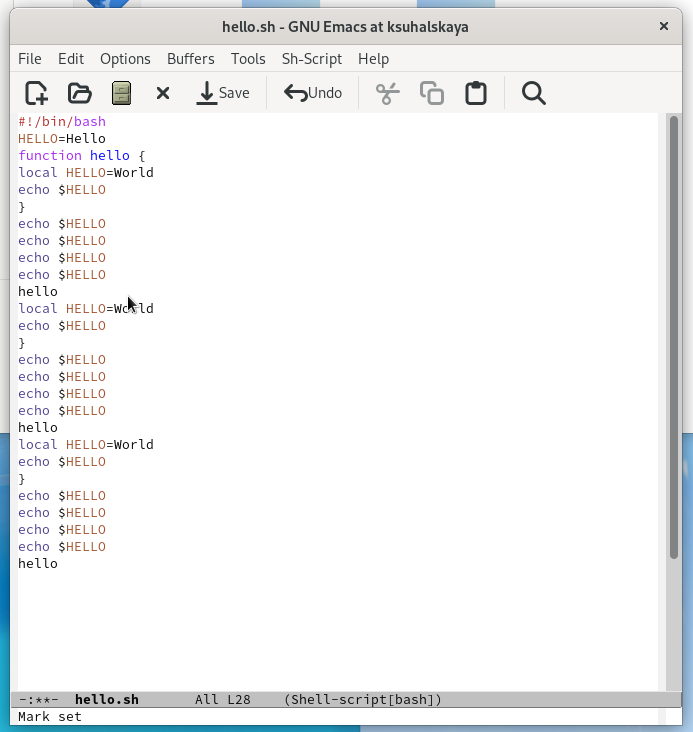 hello.sh - GNU Emacs at ksuhalskaya
File Edit Options Buffers Tools Sh-Script Help
Save Undo
#!/bin/bash
HELLO=Hello
function hello {
local HELLO=World
echo $HELLO
}
echo $HELLO
echo $HELLO
echo $HELLO
echo $HELLO
hello
local HELLO=World
echo $HELLO
}
echo $HELLO
echo $HELLO
echo $HELLO
echo $HELLO
hello
local HELLO=World
echo $HELLO
}
echo $HELLO
echo $HELLO
echo $HELLO
echo $HELLO
hello
-:**- hello.sh All L28 (Shell-script[bash])
Mark set